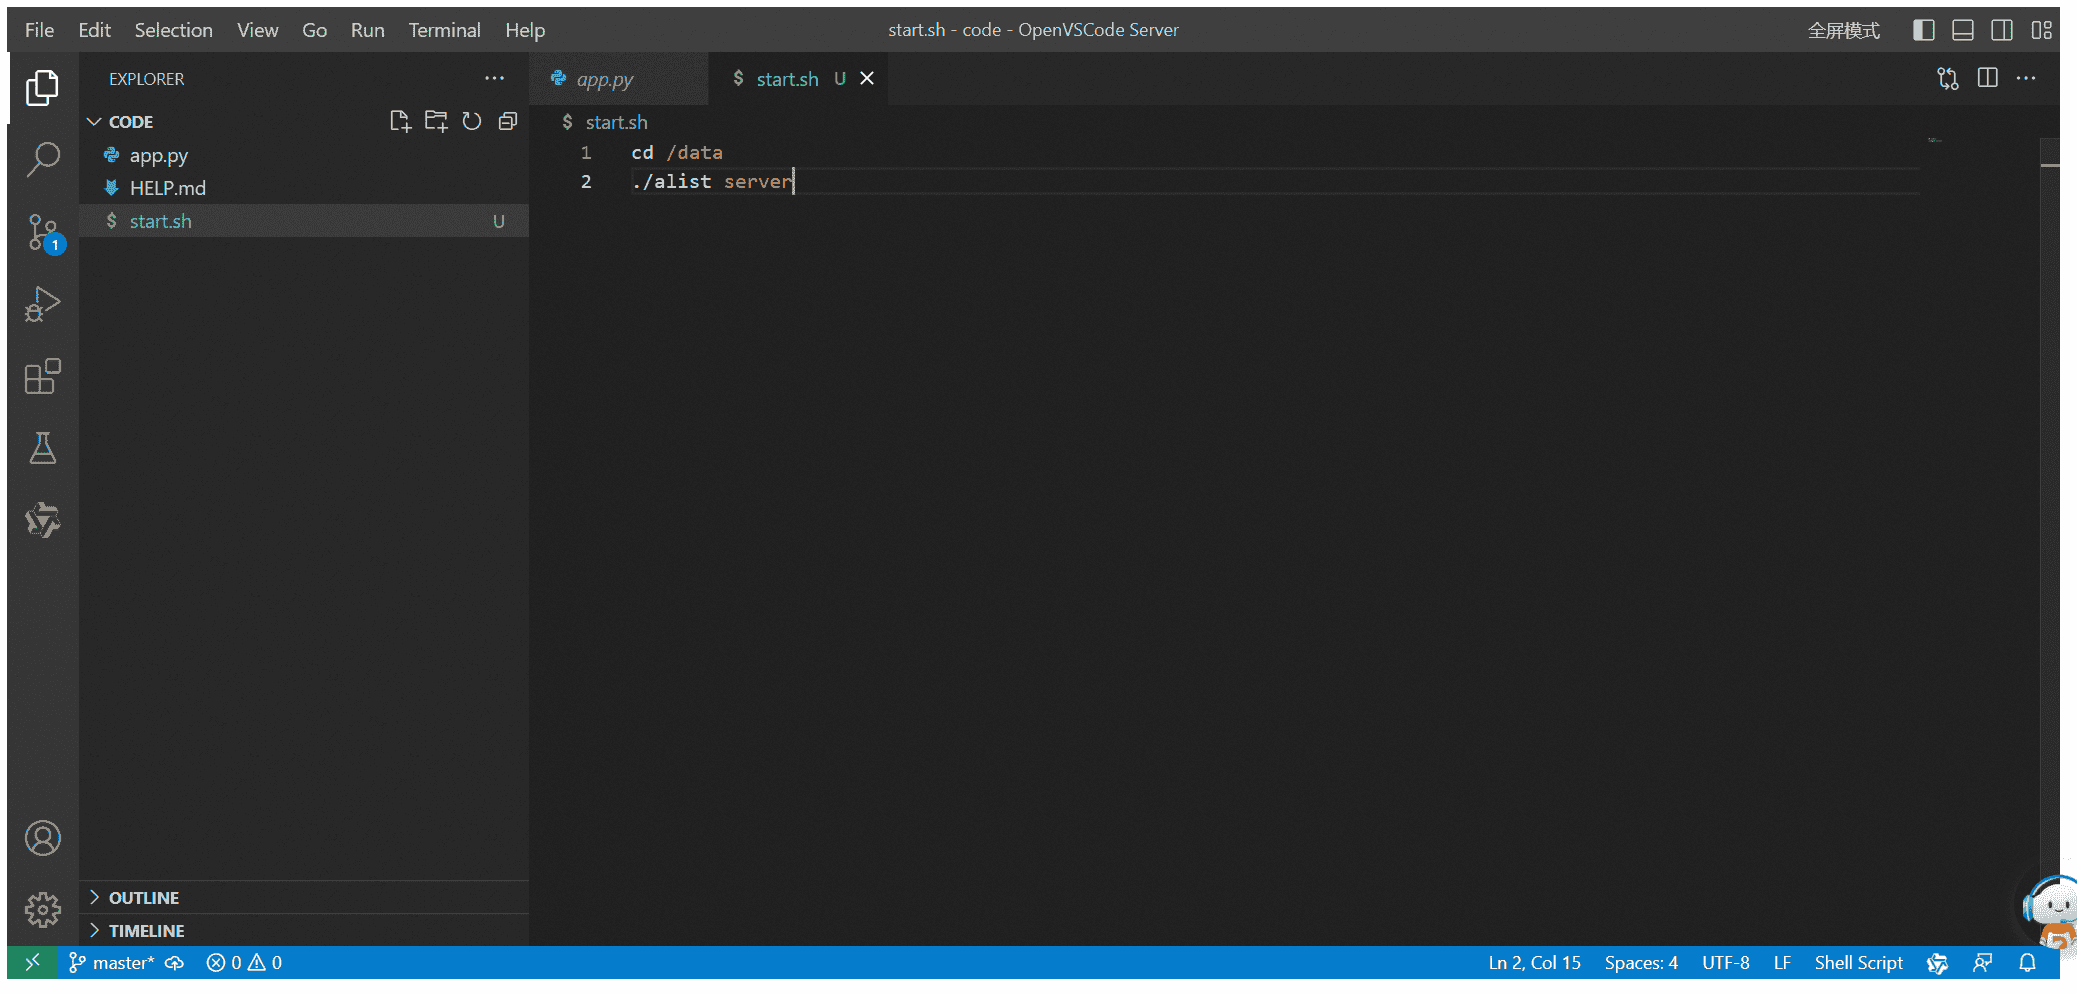 File Edit Selection View Go Run Terminal Help start.sh - code - OpenVSCode Server 全屏模式
EXPLORER
app.py $ start.sh U
CODE
$ start.sh
app.py
HELP.md
$ start.sh U
1 cd /data
2 ./alist server
1
OUTLINE
TIMELINE
master* 0 0 Ln 2, Col 15 Spaces: 4 UTF-8 LF Shell Script